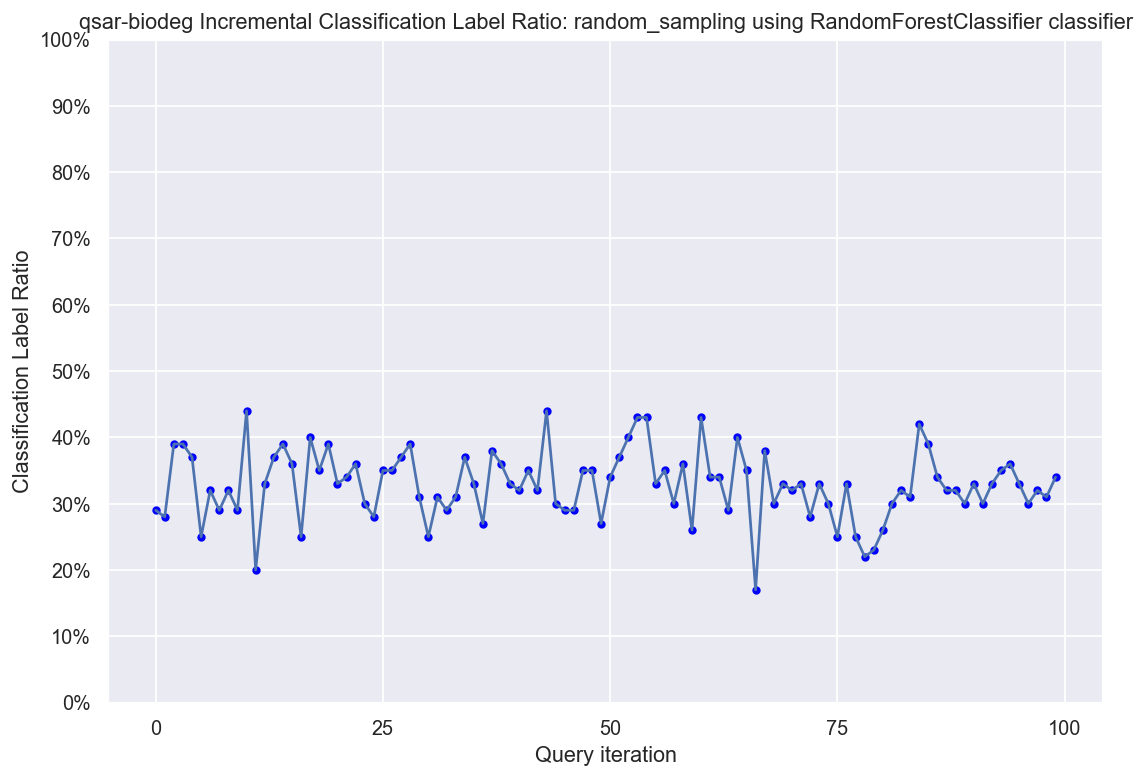 qsar-biodeg Incremental Classification Label Ratio: random_sampling using RandomForestClassifier classifier
100%
90%
80%
70%
60%
50%
40%
30%
20%
10%
0%
Classification Label Ratio
0 25 50 75 100
Query iteration